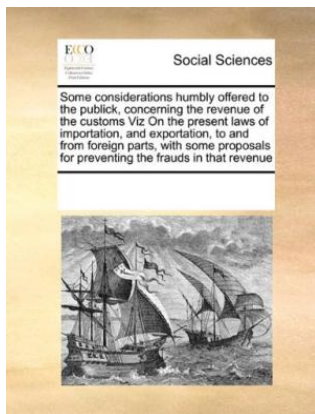 ECCO
Social Sciences
Some considerations humbly offered to
the publick, concerning the revenue of
the customs Viz On the present laws of
importation, and exportation, to and
from foreign parts, with some proposals
for preventing the frauds in that revenue